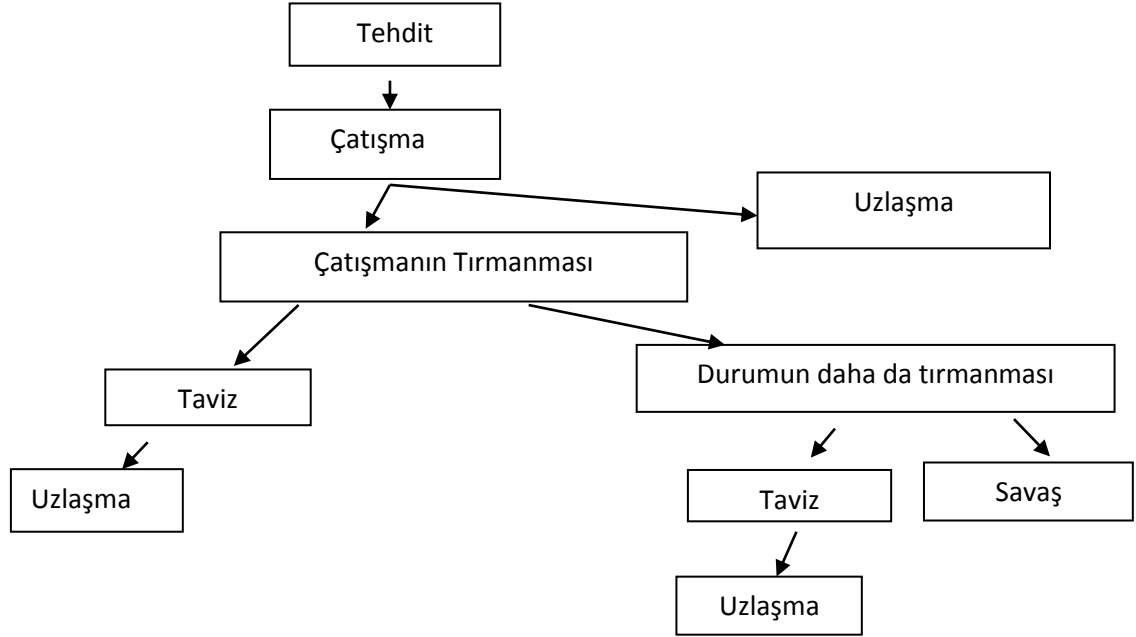 Tehdit
Çatışma
Uzlaşma
Çatışmanın Tırmanması
Durumun daha da tırmanması
Taviz
Uzlaşma
Taviz
Savaş
Uzlaşma